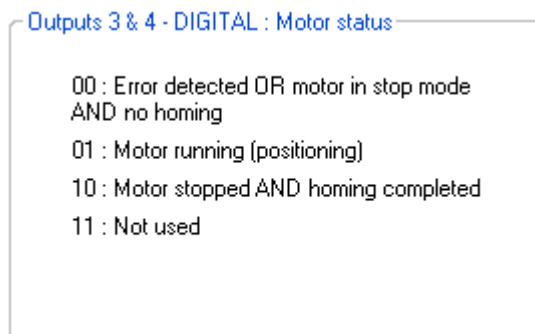 Outputs 3 & 4 - DIGITAL : Motor status
00 : Error detected OR motor in stop mode
AND no homing
01 : Motor running (positioning)
10 : Motor stopped AND homing completed
11 : Not used